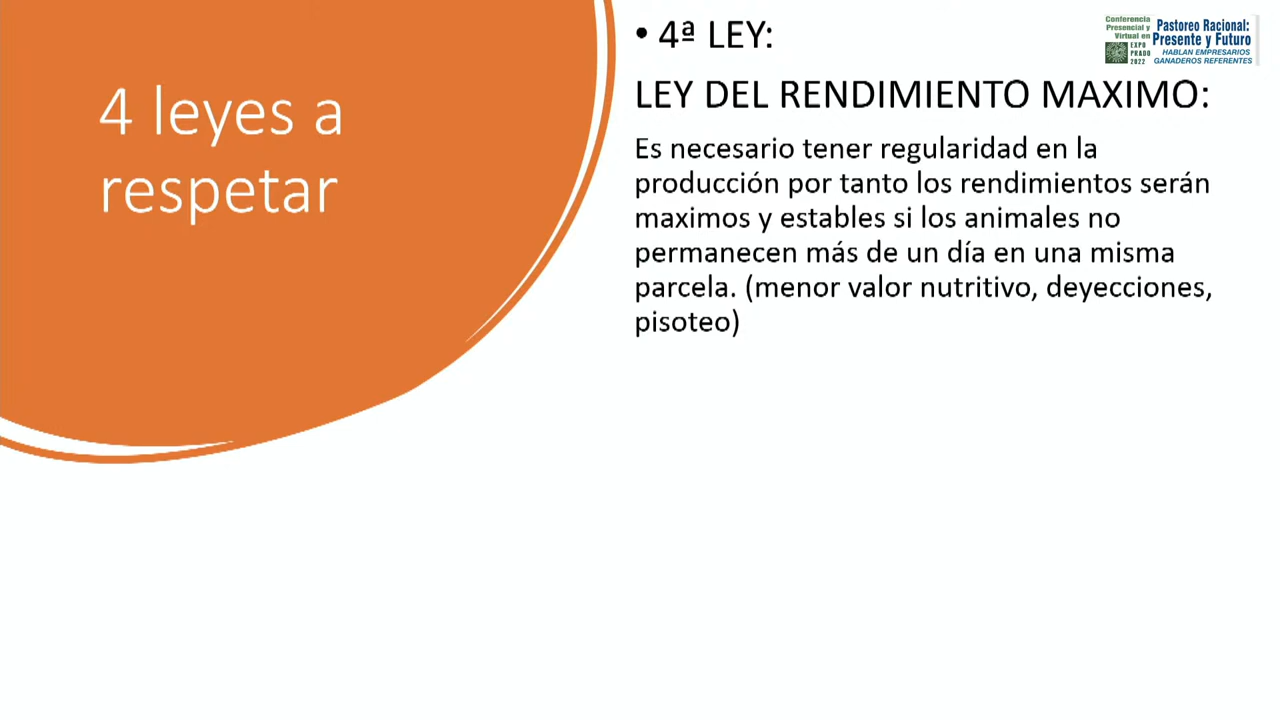 4 leyes a
respetar
• 4ª LEY:
LEY DEL RENDIMIENTO MAXIMO:
Es necesario tener regularidad en la
producción por tanto los rendimientos serán
maximos y estables si los animales no
permanecen más de un día en una misma
parcela. (menor valor nutritivo, deyecciones,
pisoteo)
Conferencia
Presencial y
Virtual en
EXPO
PRADO
2022
Pastoreo Racional:
Presente y Futuro
HABLAN EMPRESARIOS
GANADEROS REFERENTES